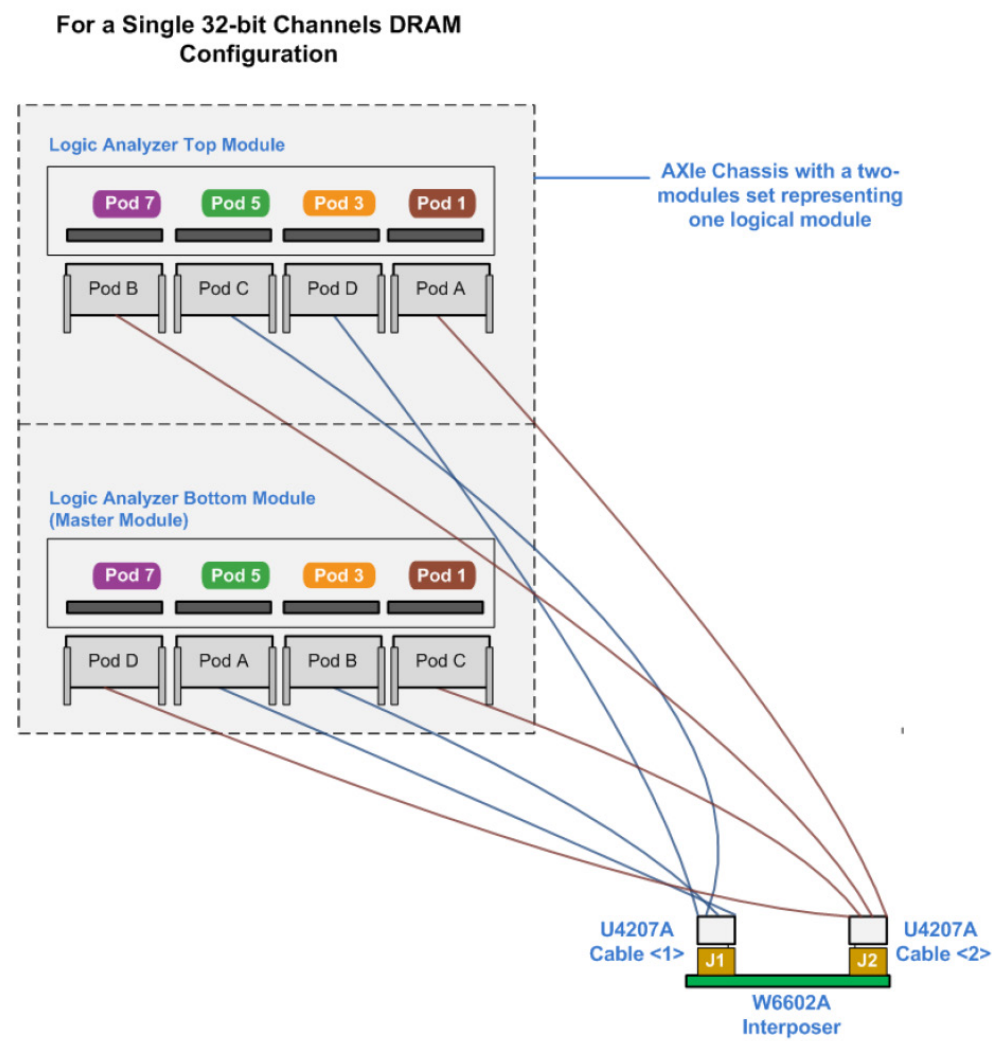 For a Single 32-bit Channels DRAM
Configuration
Logic Analyzer Top Module
Pod 7
Pod 5
Pod 3
Pod 1
Pod B
Pod C
Pod D
Pod A
AXIe Chassis with a two-
modules set representing
one logical module
Logic Analyzer Bottom Module
(Master Module)
Pod 7
Pod 5
Pod 3
Pod 1
Pod D
Pod A
Pod B
Pod C
U4207A
Cable <1>
J1
J2
U4207A
Cable <2>
W6602A
Interposer